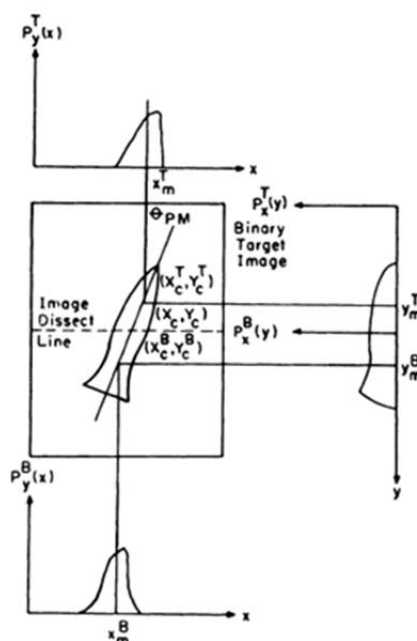 P_y^T(x)
x
x_m^T
θ_PM
P_x^T(y)
Binary
Target
Image
(X_c^T, Y_c^T)
y_m^T
Image
Dissect
Line
(X_c, Y_c)
P_x^B(y)
(X_c^B, Y_c^B)
y_m^B
P_y^B(x)
y
x
x_m^B